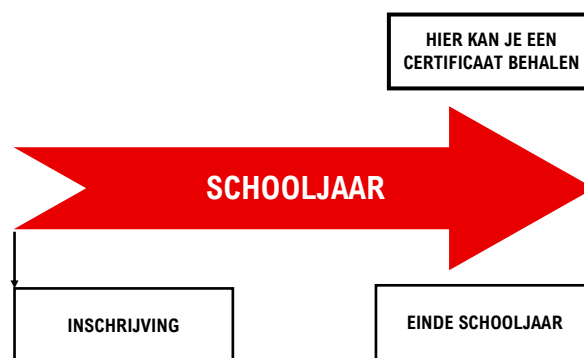 HIER KAN JE EEN
CERTIFICAAT BEHALEN
SCHOOLJAAR
INSCHRIJVING
EINDE SCHOOLJAAR